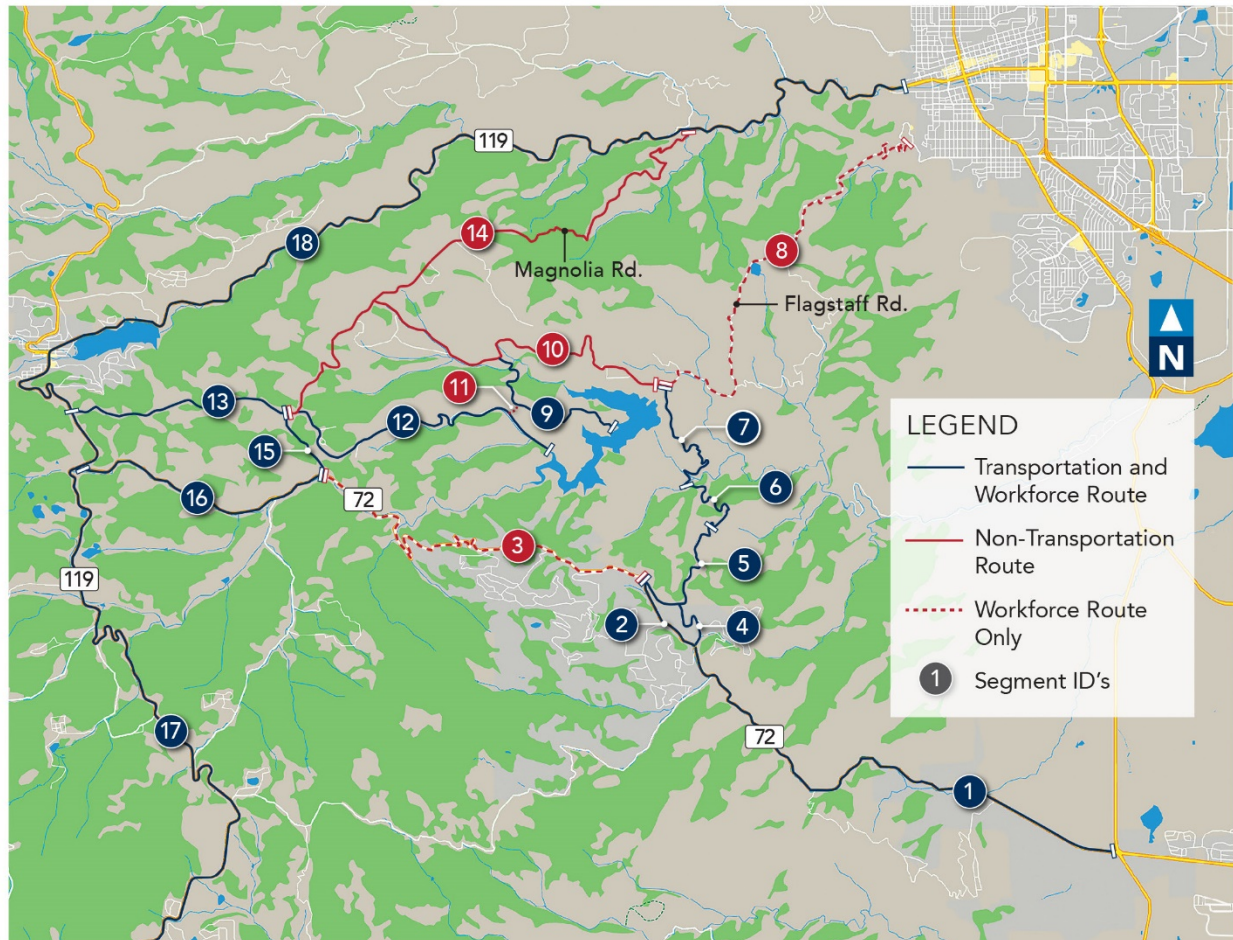 119
18
14
Magnolia Rd.
8
Flagstaff Rd.
N
10
11
9
13
12
7
15
6
16
72
3
5
119
2
4
17
72
1
LEGEND
Transportation and
Workforce Route
Non-Transportation
Route
Workforce Route
Only
1
Segment ID's